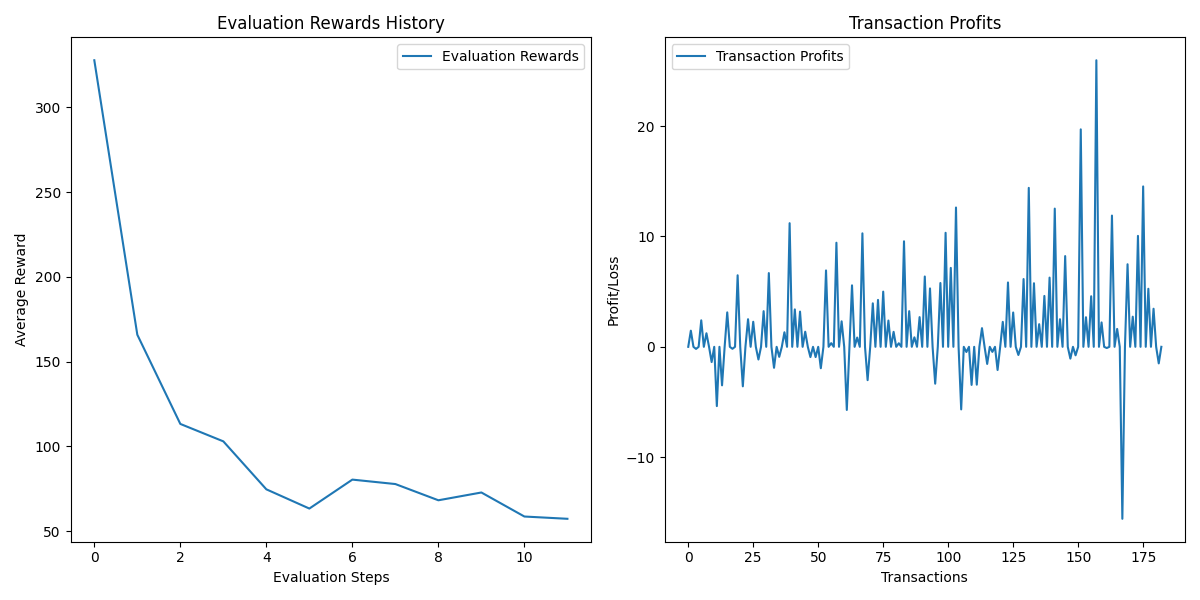 Evaluation Rewards History
Evaluation Rewards
300
250
200
150
100
50
Average Reward
0 2 4 6 8 10
Evaluation Steps
Transaction Profits
Transaction Profits
20
10
0
−10
Profit/Loss
0 25 50 75 100 125 150 175
Transactions